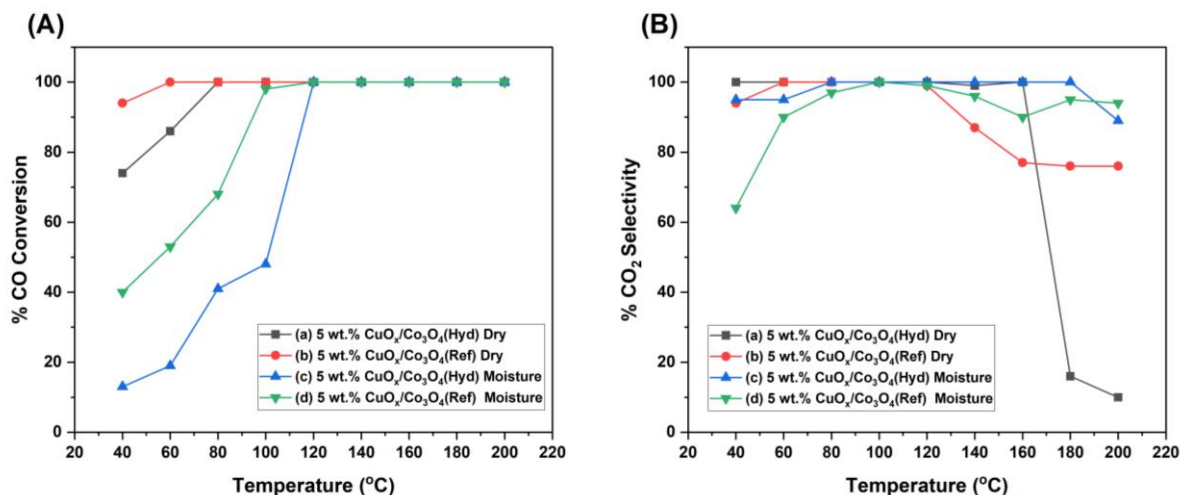 (A)
% CO Conversion
100
80
60
40
20
0
(a) 5 wt.% CuOₓ/Co₃O₄(Hyd) Dry
(b) 5 wt.% CuOₓ/Co₃O₄(Ref) Dry
(c) 5 wt.% CuOₓ/Co₃O₄(Hyd) Moisture
(d) 5 wt.% CuOₓ/Co₃O₄(Ref) Moisture
20 40 60 80 100 120 140 160 180 200 220
Temperature (°C)
(B)
% CO₂ Selectivity
100
80
60
40
20
0
(a) 5 wt.% CuOₓ/Co₃O₄(Hyd) Dry
(b) 5 wt.% CuOₓ/Co₃O₄(Ref) Dry
(c) 5 wt.% CuOₓ/Co₃O₄(Hyd) Moisture
(d) 5 wt.% CuOₓ/Co₃O₄(Ref) Moisture
20 40 60 80 100 120 140 160 180 200 220
Temperature (°C)